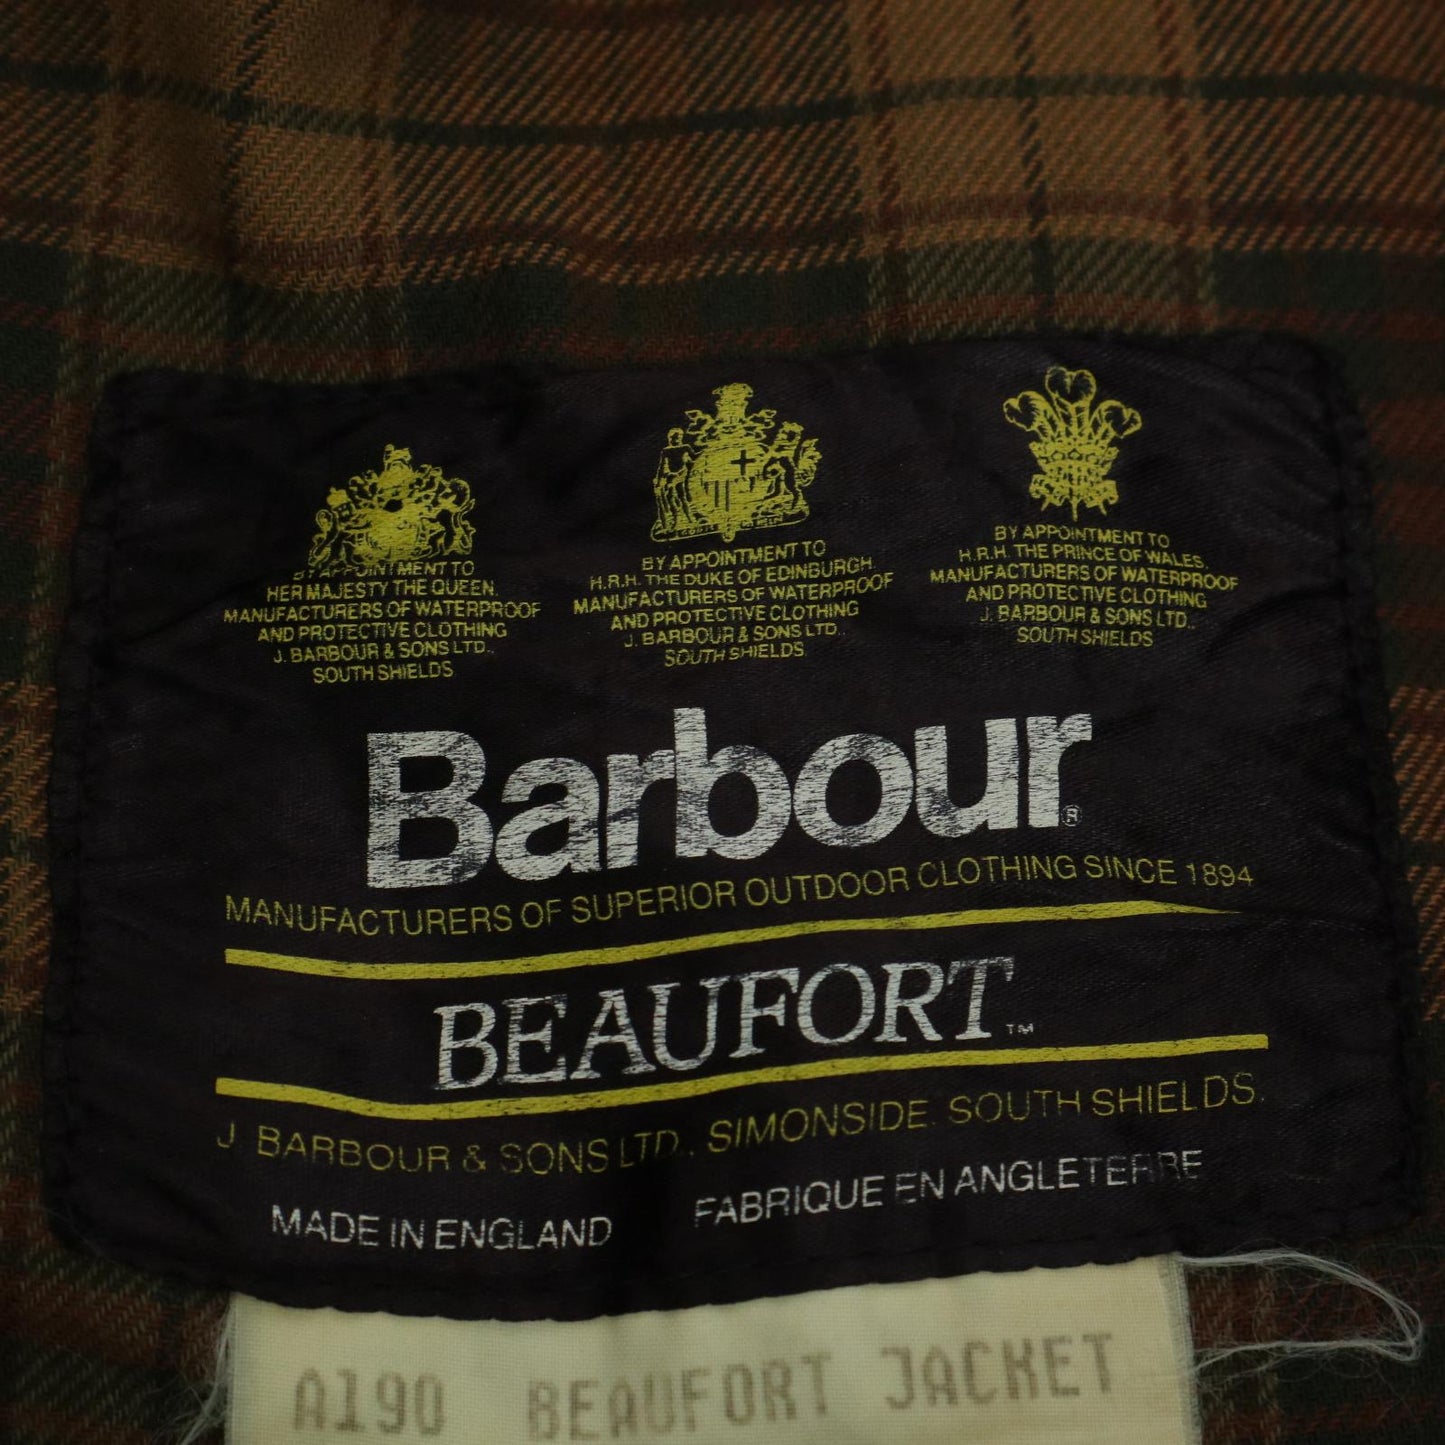 BY APPOINTMENT TO
HER MAJESTY THE QUEEN.
MANUFACTURERS OF WATERPROOF
AND PROTECTIVE CLOTHING
J. BARBOUR & SONS LTD.,
SOUTH SHIELDS
BY APPOINTMENT TO
H.R.H. THE DUKE OF EDINBURGH.
MANUFACTURERS OF WATERPROOF
AND PROTECTIVE CLOTHING
J. BARBOUR & SONS LTD.,
SOUTH SHIELDS
BY APPOINTMENT TO
H.R.H. THE PRINCE OF WALES.
MANUFACTURERS OF WATERPROOF
AND PROTECTIVE CLOTHING
J. BARBOUR & SONS LTD.,
SOUTH SHIELDS
Barbour®
MANUFACTURERS OF SUPERIOR OUTDOOR CLOTHING SINCE 1894
BEAUFORT™
J. BARBOUR & SONS LTD., SIMONSIDE. SOUTH SHIELDS.
MADE IN ENGLAND FABRIQUE EN ANGLETERRE
A190 BEAUFORT JACKET